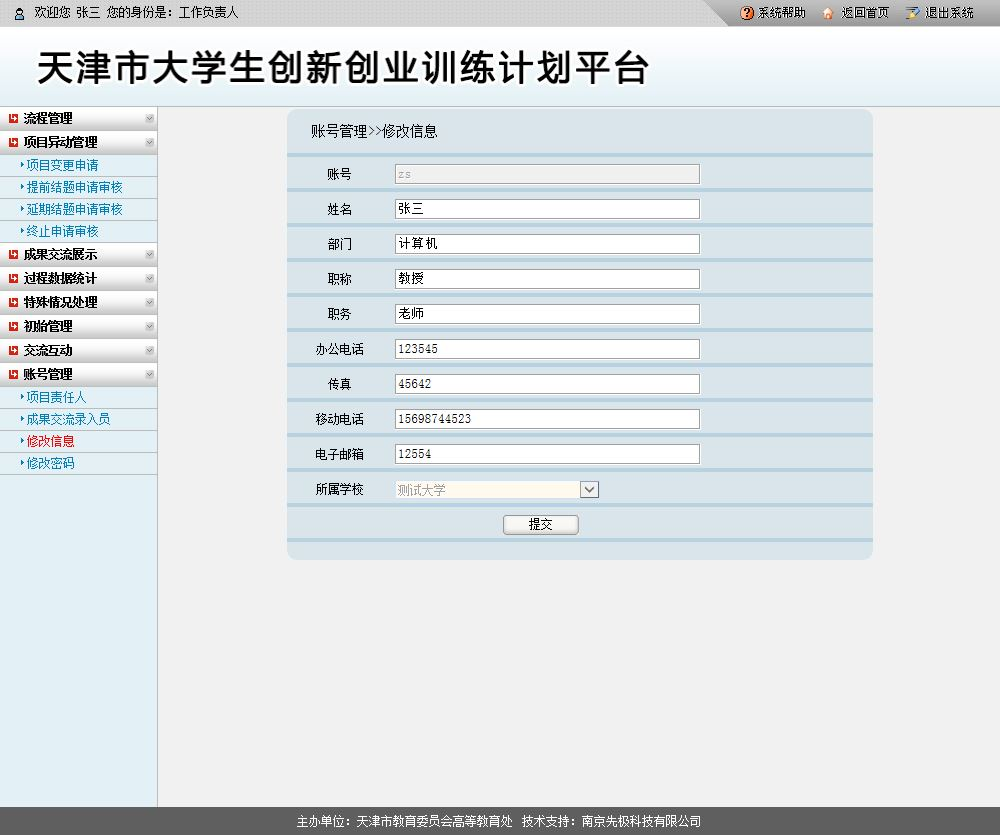 欢迎您 张三 您的身份是：工作负责人
系统帮助 返回首页 退出系统
天津市大学生创新创业训练计划平台
流程管理
项目异动管理
项目变更申请
提前结题申请审核
延期结题申请审核
终止申请审核
成果交流展示
过程数据统计
特殊情况处理
初始管理
交流互动
账号管理
项目责任人
成果交流录入员
修改信息
修改密码
账号管理>>修改信息
账号 zs
姓名 张三
部门 计算机
职称 教授
职务 老师
办公电话 123545
传真 45642
移动电话 15698744523
电子邮箱 12554
所属学校 测试大学
提交
主办单位：天津市教育委员会高等教育处 技术支持：南京先极科技有限公司